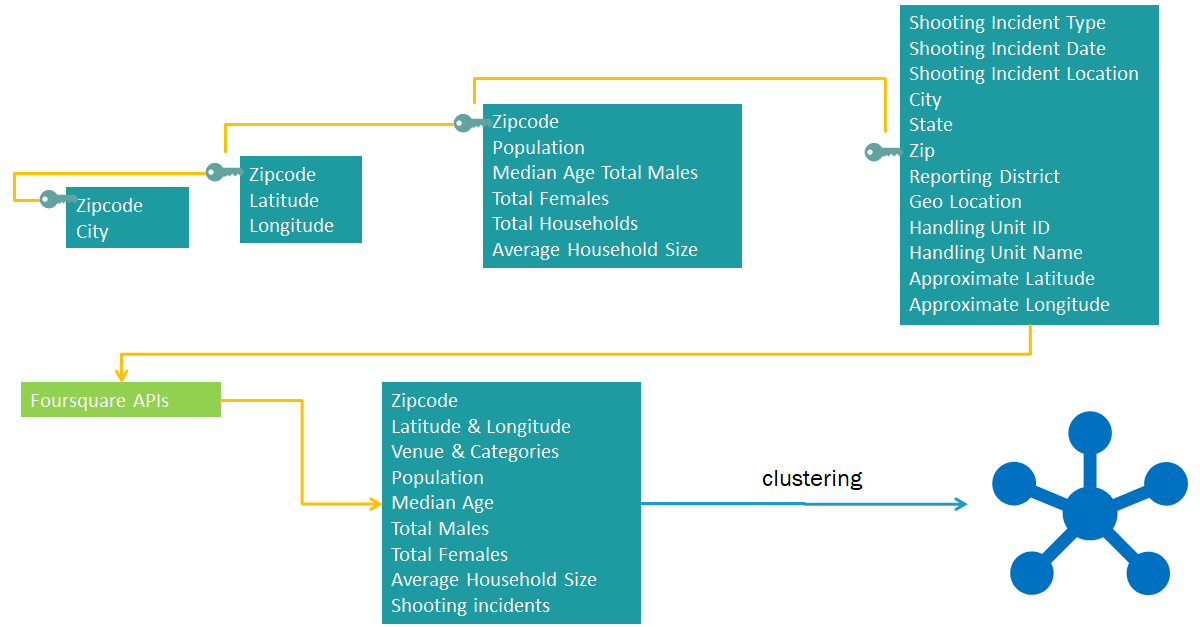 Zipcode
City
Zipcode
Latitude
Longitude
Zipcode
Population
Median Age Total Males
Total Females
Total Households
Average Household Size
Shooting Incident Type
Shooting Incident Date
Shooting Incident Location
City
State
Zip
Reporting District
Geo Location
Handling Unit ID
Handling Unit Name
Approximate Latitude
Approximate Longitude
Foursquare APIs
Zipcode
Latitude & Longitude
Venue & Categories
Population
Median Age
Total Males
Total Females
Average Household Size
Shooting incidents
clustering